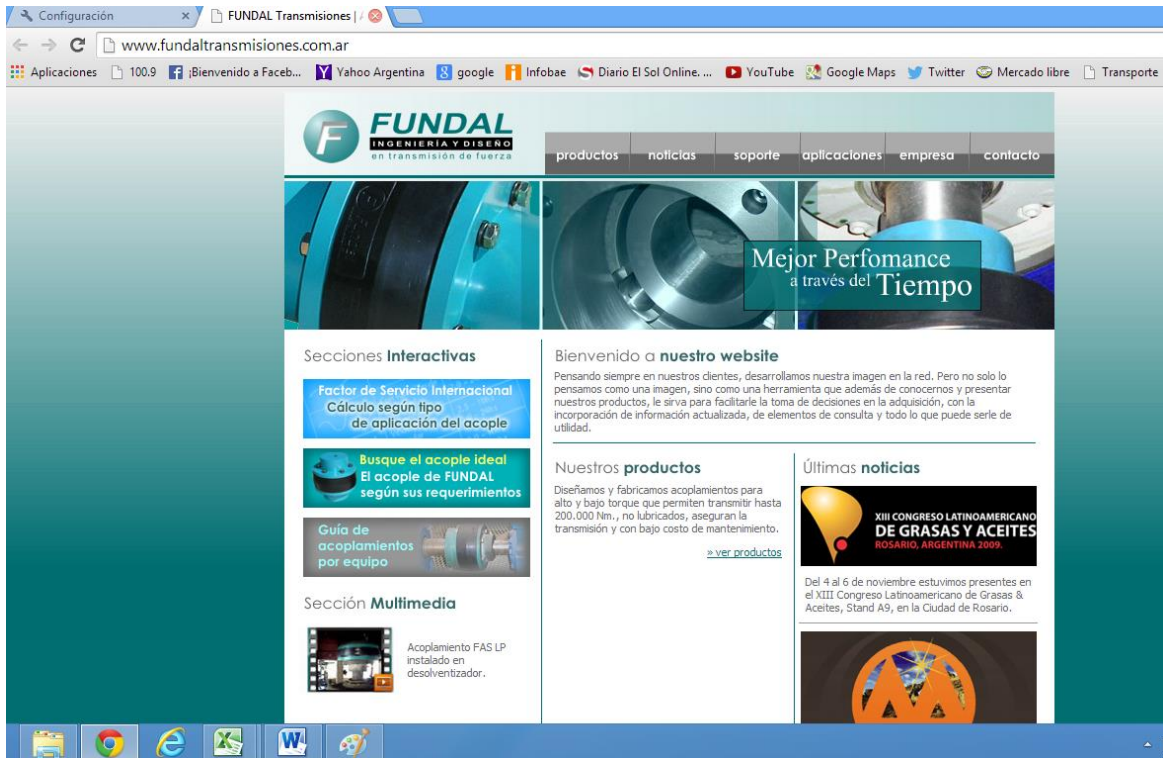 Configuración
FUNDAL Transmisiones | A
www.fundaltransmisiones.com.ar
Aplicaciones 100.9 ¡Bienvenido a Faceb... Yahoo Argentina google Infobae Diario El Sol Online. ... YouTube Google Maps Twitter Mercado libre Transporte
FUNDAL
INGENIERÍA Y DISEÑO
en transmisión de fuerza
productos noticias soporte aplicaciones empresa contacto
Mejor Perfomance
a través del Tiempo
Secciones Interactivas
Factor de Servicio Internacional
Cálculo según tipo
de aplicación del acople
Busque el acople ideal
El acople de FUNDAL
según sus requerimientos
Guía de
acoplamientos
por equipo
Sección Multimedia
Acoplamiento FAS LP
instalado en
desolventizador.
Bienvenido a nuestro website
Pensando siempre en nuestros clientes, desarrollamos nuestra imagen en la red. Pero no solo lo
pensamos como una imagen, sino como una herramienta que además de conocernos y presentar
nuestros productos, le sirva para facilitarle la toma de decisiones en la adquisición, con la
incorporación de información actualizada, de elementos de consulta y todo lo que puede serle de
utilidad.
Nuestros productos
Diseñamos y fabricamos acoplamientos para
alto y bajo torque que permiten transmitir hasta
200.000 Nm., no lubricados, aseguran la
transmisión y con bajo costo de mantenimiento.
» ver productos
Últimas noticias
XIII CONGRESO LATINOAMERICANO
DE GRASAS Y ACEITES
ROSARIO, ARGENTINA 2009.
Del 4 al 6 de noviembre estuvimos presentes en
el XIII Congreso Latinoamericano de Grasas &
Aceites, Stand A9, en la Ciudad de Rosario.